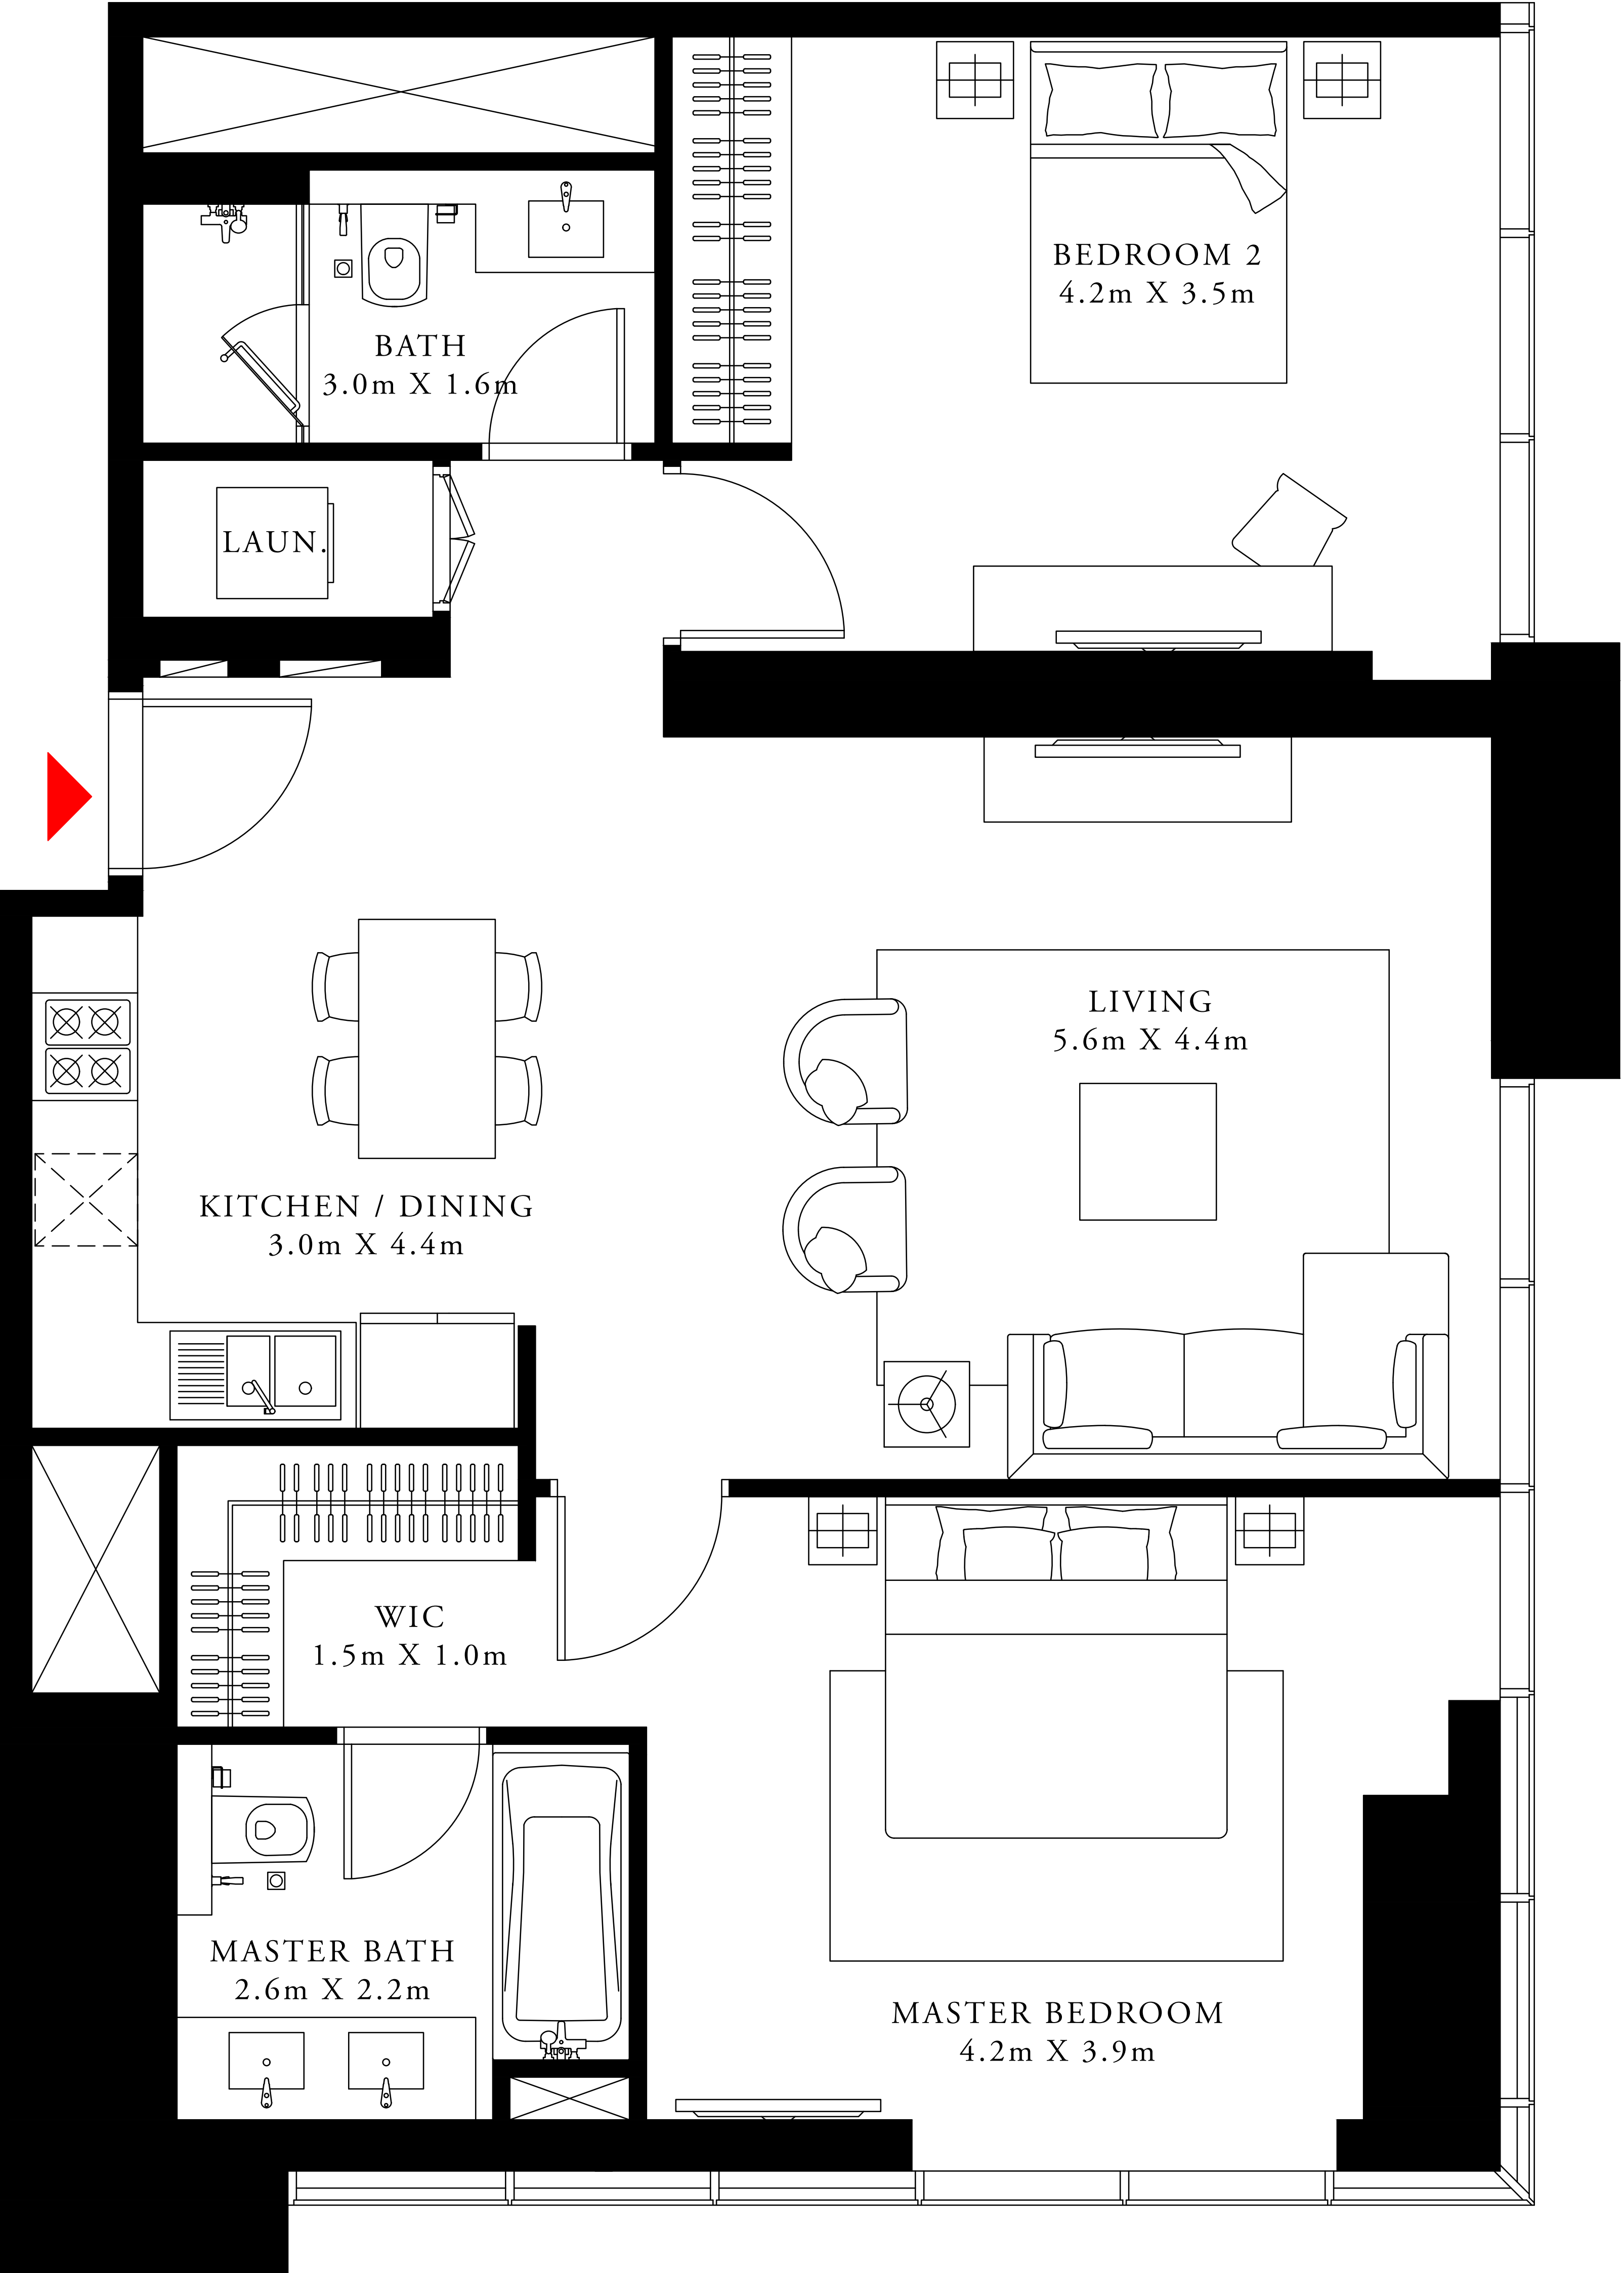 BEDROOM 2
4.2m X 3.5m
BATH
3.0m X 1.6m
LAUN.
LIVING
5.6m X 4.4m
KITCHEN / DINING
3.0m X 4.4m
WIC
1.5m X 1.0m
MASTER BATH
2.6m X 2.2m
MASTER BEDROOM
4.2m X 3.9m